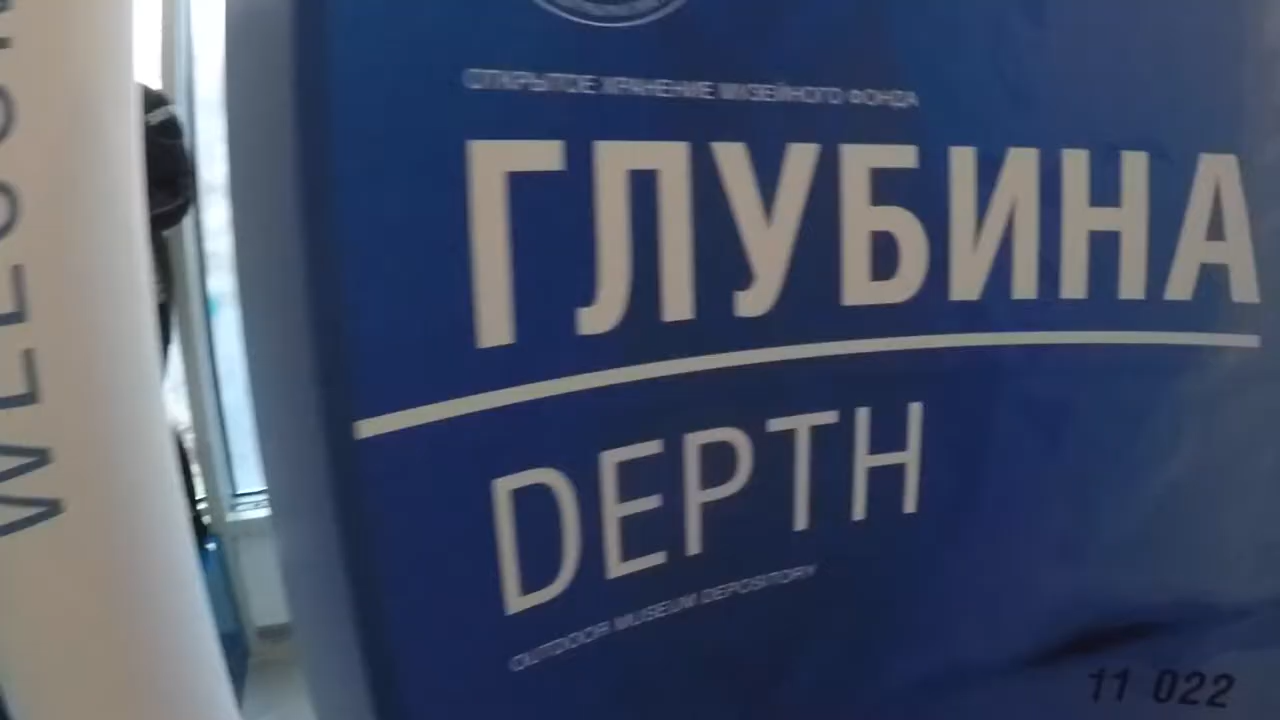 ОТКРЫТОЕ ХРАНЕНИЕ МУЗЕЙНОГО ФОНДА
ГЛУБИНА
DEPTH
OUTDOOR MUSEUM DEPOSITORY
11 022